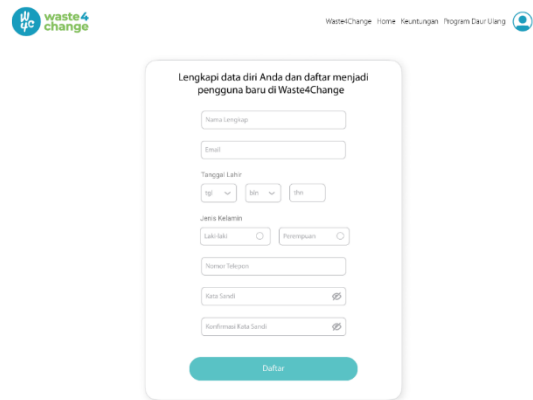 waste4
change
Waste4Change Home Keuntungan Program Daur Ulang
Lengkapi data diri Anda dan daftar menjadi
pengguna baru di Waste4Change
Nama Lengkap
Email
Tanggal Lahir
tgl bln thn
Jenis Kelamin
Laki-laki Perempuan
Nomor Telepon
Kata Sandi
Konfirmasi Kata Sandi
Daftar